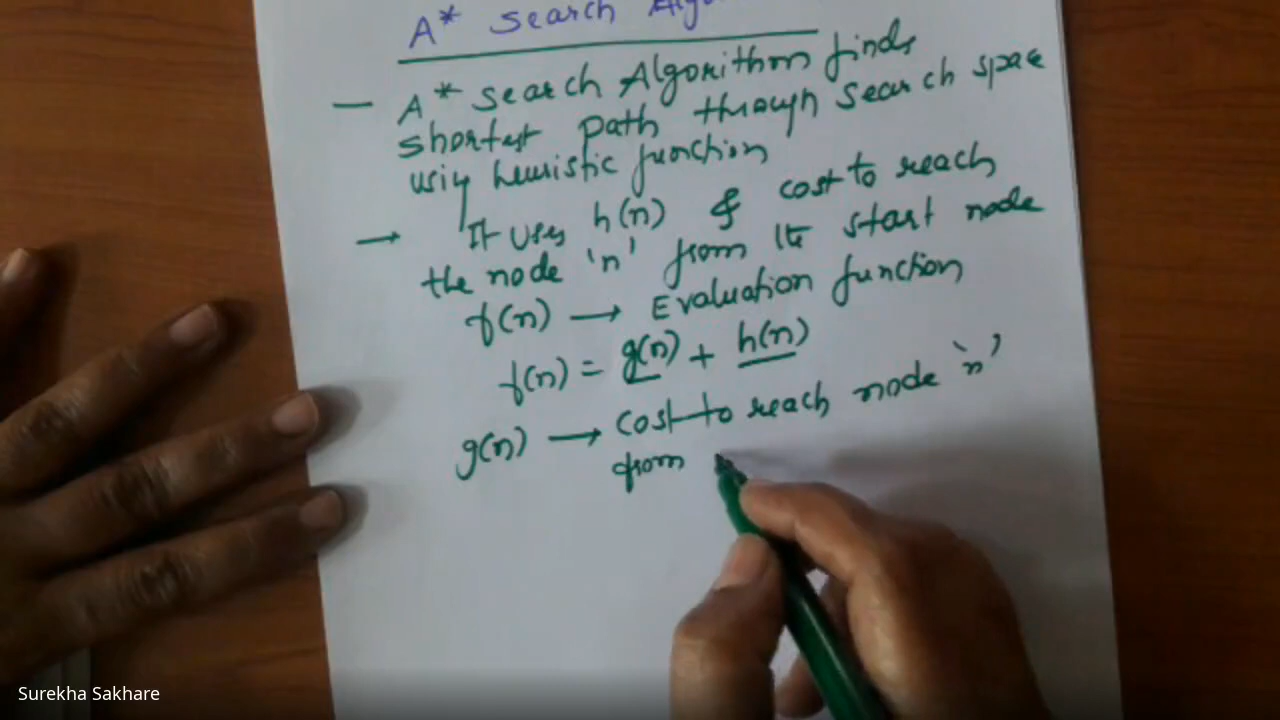 A* Search Algo
— A* search Algorithm finds
shortest path through search space
using heuristic function
→ It uses h(n) & cost to reach
the node 'n' from the start node
f(n) → Evaluation function
f(n) = g(n) + h(n)
g(n) → cost to reach node 'n'
from
Surekha Sakhare